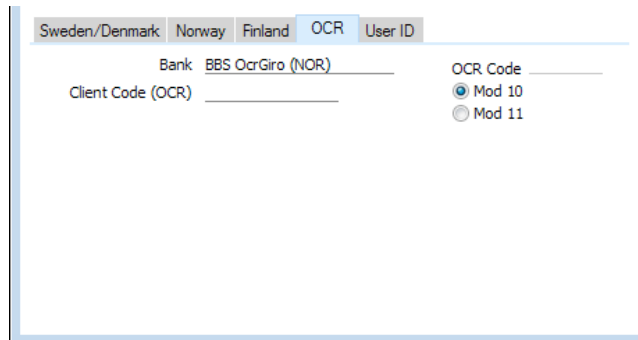 Sweden/Denmark Norway Finland OCR User ID
Bank BBS OcrGiro (NOR) OCR Code
Client Code (OCR) Mod 10
Mod 11